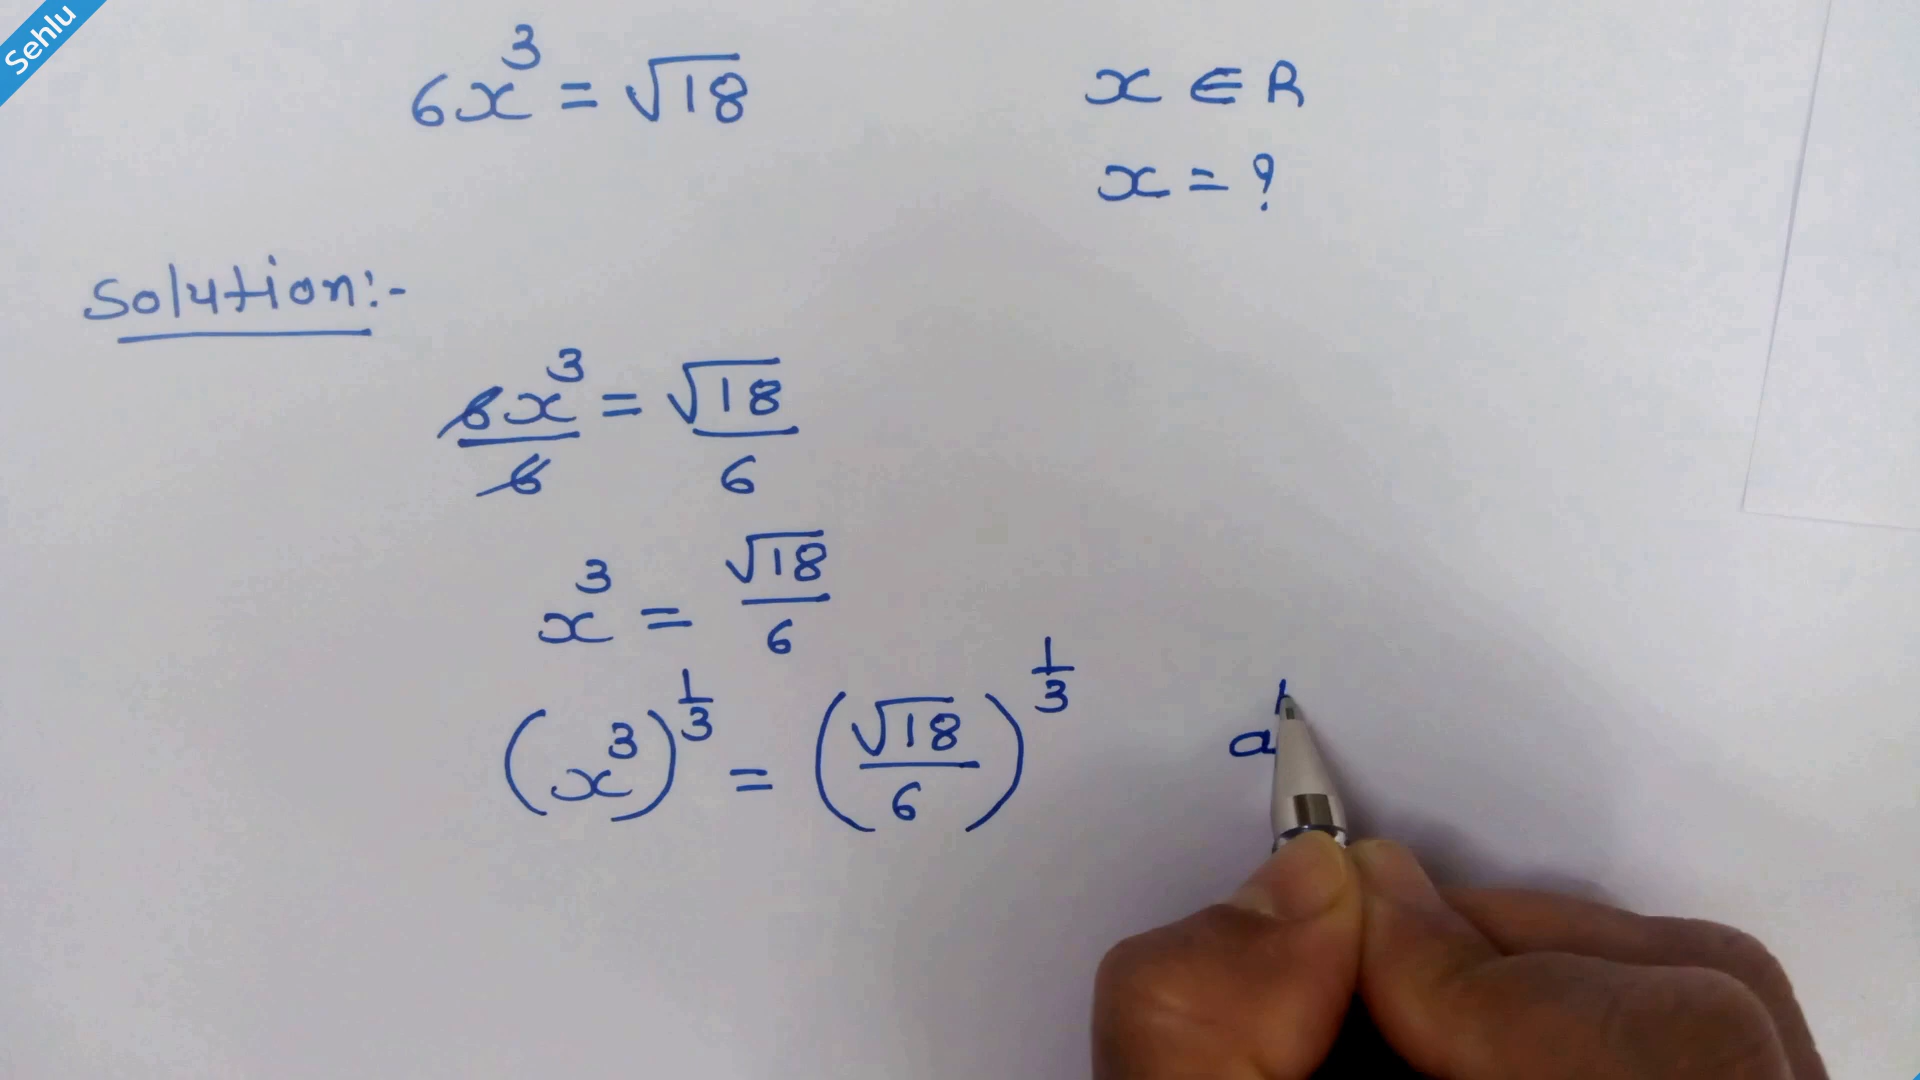 Sehlu
6x³ = √18
x ∈ R
x = ?
Solution:-
6x³/6 = √18/6
x³ = √18/6
(x³)^(1/3) = (√18/6)^(1/3)
a